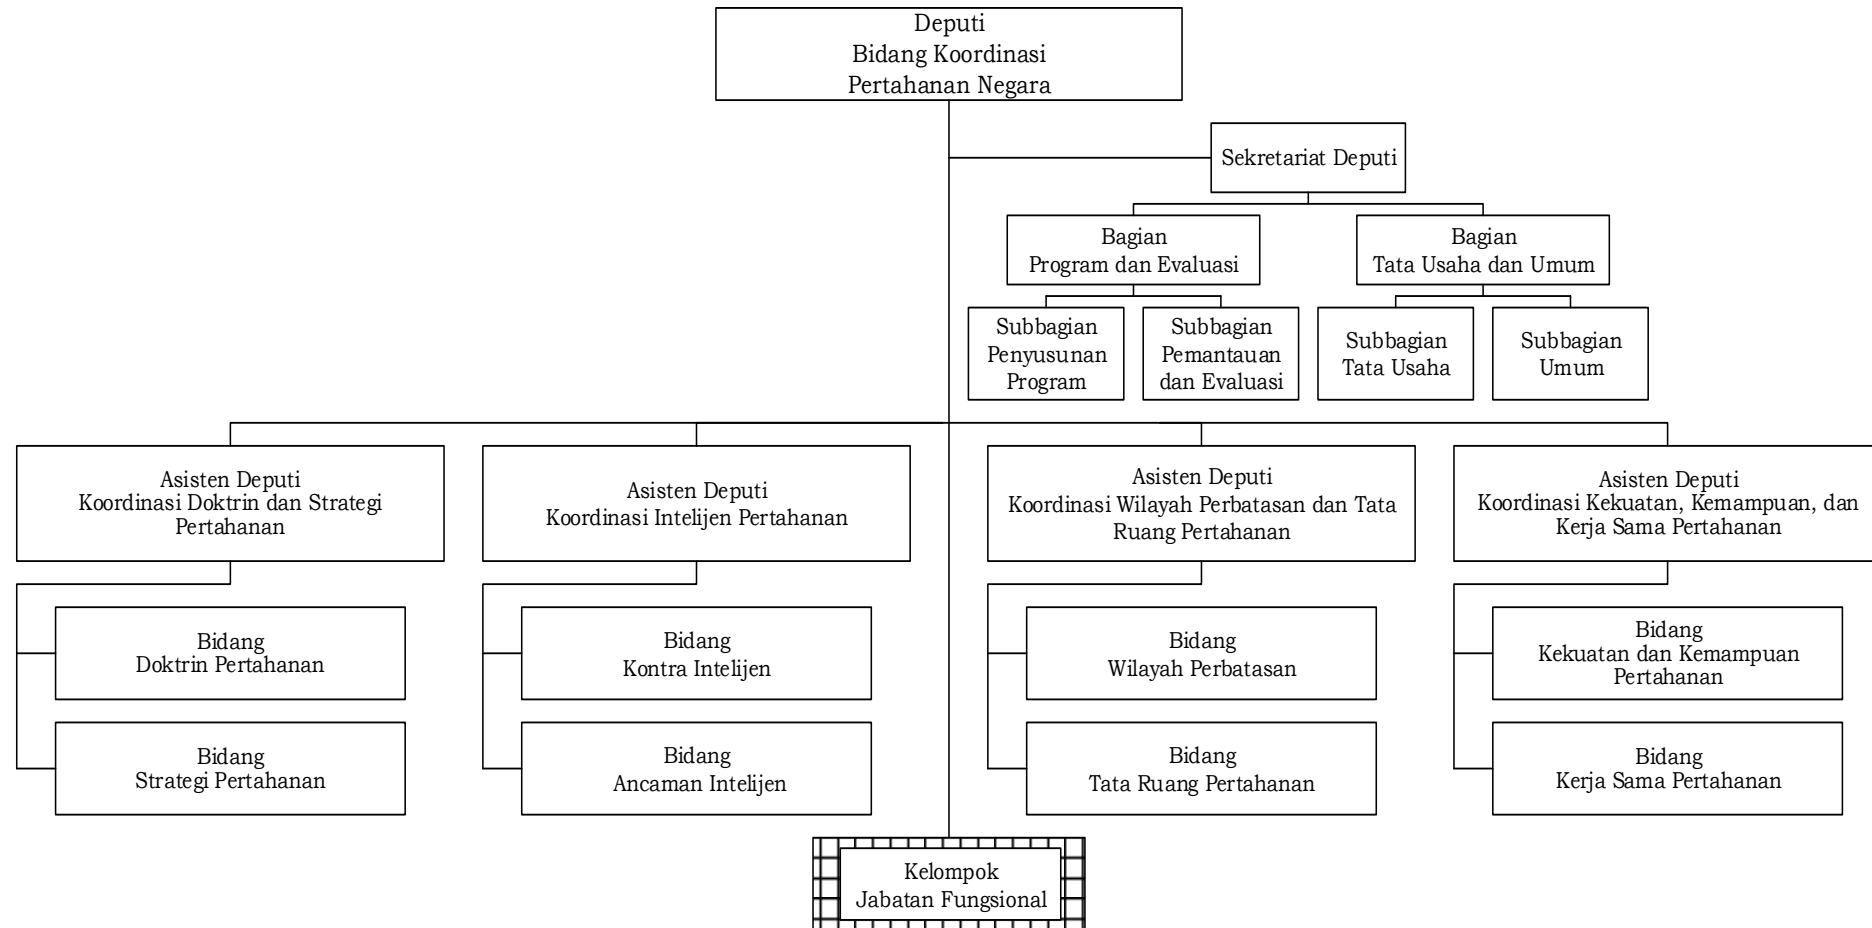 Deputi
Bidang Koordinasi
Pertahanan Negara
Sekretariat Deputi
Bagian
Program dan Evaluasi
Bagian
Tata Usaha dan Umum
Subbagian
Penyusunan
Program
Subbagian
Pemantauan
dan Evaluasi
Subbagian
Tata Usaha
Subbagian
Umum
Asisten Deputi
Koordinasi Doktrin dan Strategi
Pertahanan
Asisten Deputi
Koordinasi Intelijen Pertahanan
Asisten Deputi
Koordinasi Wilayah Perbatasan dan Tata
Ruang Pertahanan
Asisten Deputi
Koordinasi Kekuatan, Kemampuan, dan
Kerja Sama Pertahanan
Bidang
Doktrin Pertahanan
Bidang
Kontra Intelijen
Bidang
Wilayah Perbatasan
Bidang
Kekuatan dan Kemampuan
Pertahanan
Bidang
Strategi Pertahanan
Bidang
Ancaman Intelijen
Bidang
Tata Ruang Pertahanan
Bidang
Kerja Sama Pertahanan
Kelompok
Jabatan Fungsional